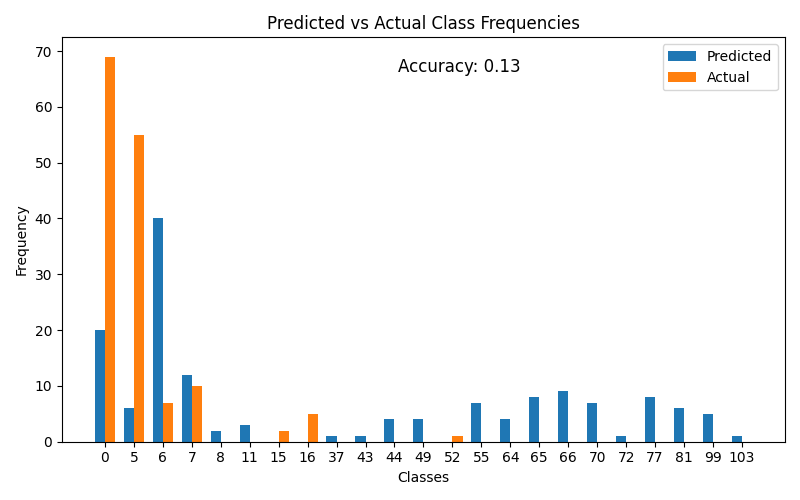 Predicted vs Actual Class Frequencies
Accuracy: 0.13
Predicted
Actual
Frequency
70
60
50
40
30
20
10
0
0 5 6 7 8 11 15 16 37 43 44 49 52 55 64 65 66 70 72 77 81 99 103
Classes